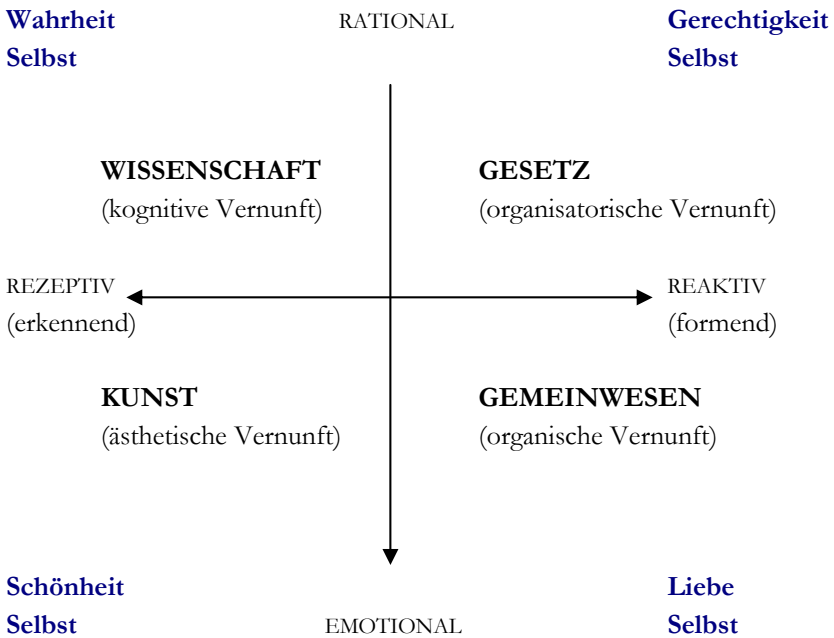 Wahrheit RATIONAL Gerechtigkeit
Selbst Selbst
WISSENSCHAFT GESETZ
(kognitive Vernunft) (organisatorische Vernunft)
REZEPTIV REAKTIV
(erkennend) (formend)
KUNST GEMEINWESEN
(ästhetische Vernunft) (organische Vernunft)
Schönheit Liebe
Selbst EMOTIONAL Selbst